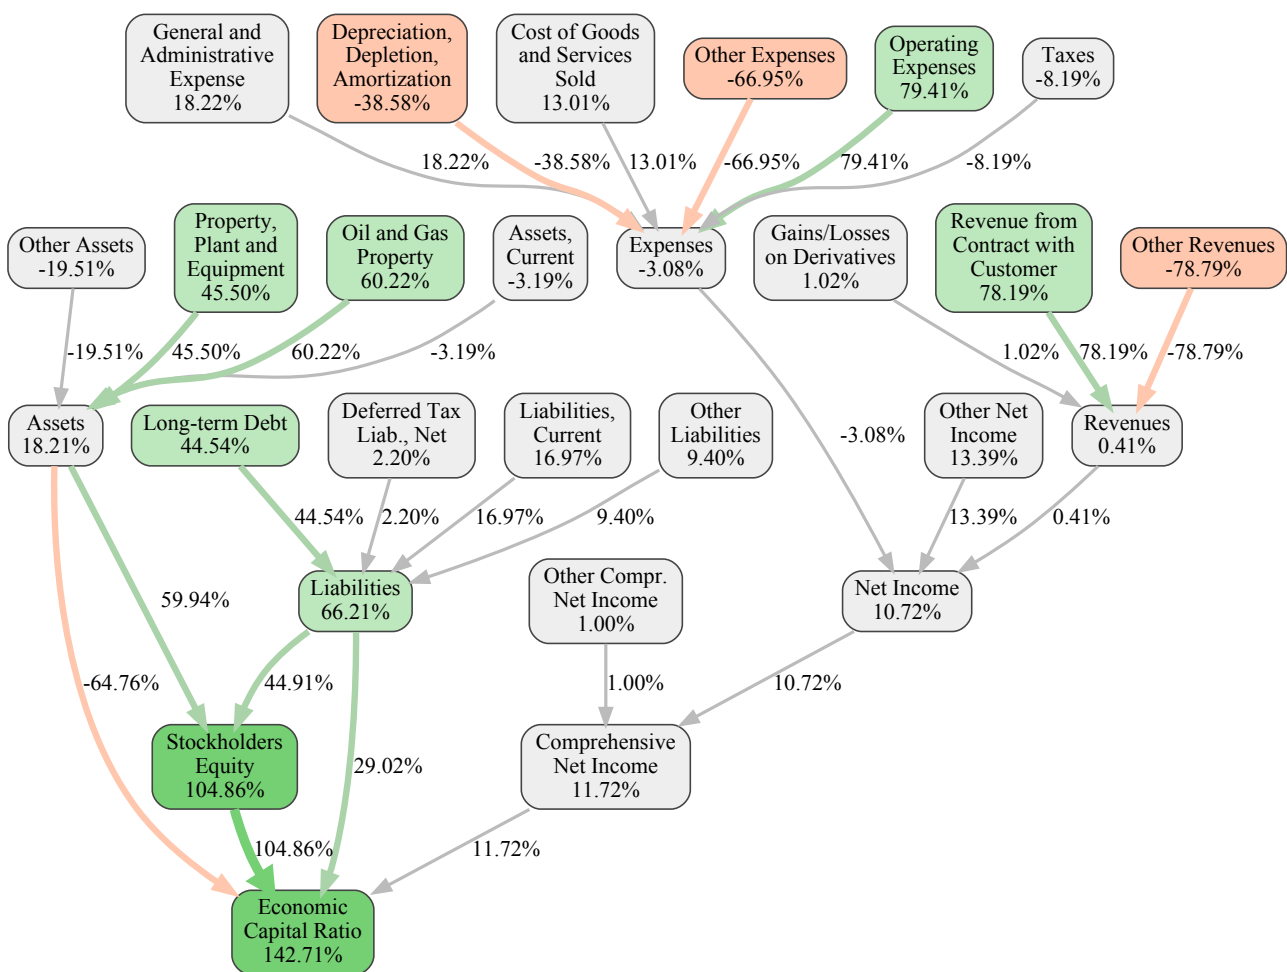 General and
Administrative
Expense
18.22%
Depreciation,
Depletion,
Amortization
-38.58%
Cost of Goods
and Services
Sold
13.01%
Other Expenses
-66.95%
Operating
Expenses
79.41%
Taxes
-8.19%
18.22%
-38.58%
13.01%
-66.95%
79.41%
-8.19%
Other Assets
-19.51%
Property,
Plant and
Equipment
45.50%
Oil and Gas
Property
60.22%
Assets,
Current
-3.19%
Expenses
-3.08%
Gains/Losses
on Derivatives
1.02%
Revenue from
Contract with
Customer
78.19%
Other Revenues
-78.79%
-19.51%
45.50%
60.22%
-3.19%
1.02%
78.19%
-78.79%
Assets
18.21%
Long-term Debt
44.54%
Deferred Tax
Liab., Net
2.20%
Liabilities,
Current
16.97%
Other
Liabilities
9.40%
-3.08%
Other Net
Income
13.39%
Revenues
0.41%
44.54%
2.20%
16.97%
9.40%
13.39%
0.41%
59.94%
Liabilities
66.21%
Other Compr.
Net Income
1.00%
Net Income
10.72%
-64.76%
44.91%
1.00%
10.72%
Stockholders
Equity
104.86%
29.02%
Comprehensive
Net Income
11.72%
104.86%
11.72%
Economic
Capital Ratio
142.71%